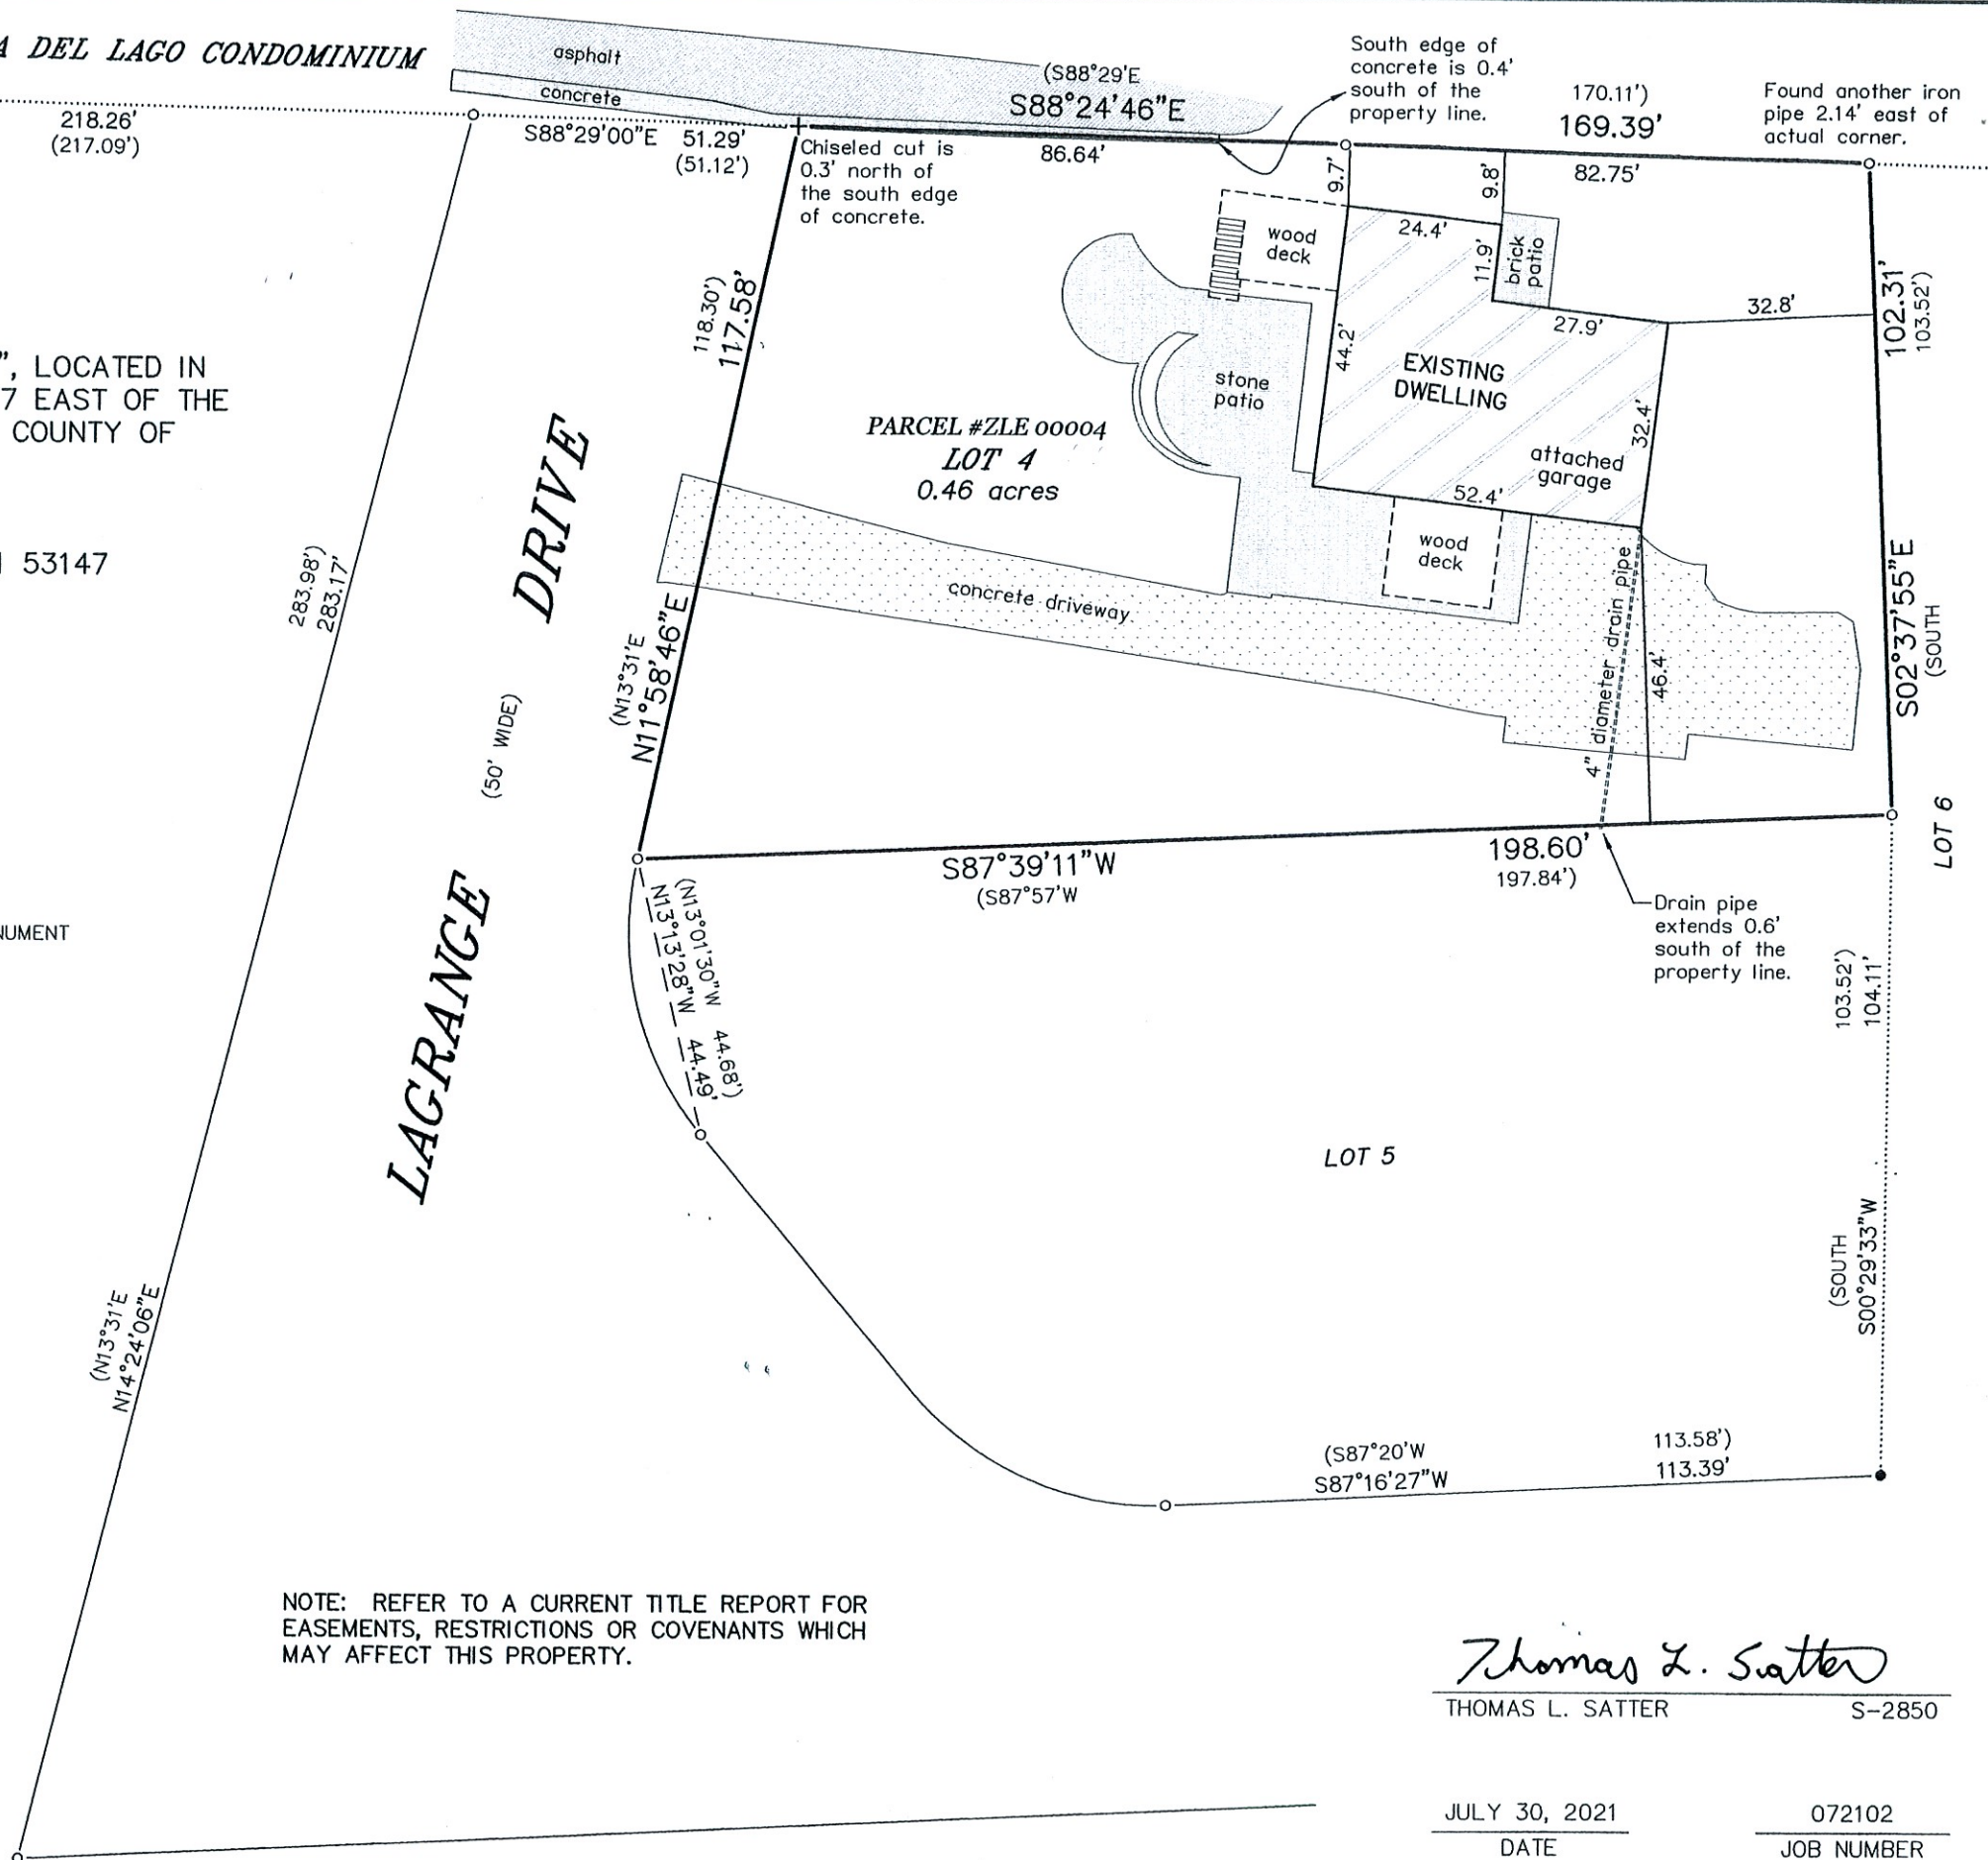 A DEL LAGO CONDOMINIUM
asphalt
concrete
(S88°29'E
S88°24'46"E
South edge of
concrete is 0.4'
south of the
property line.
170.11')
169.39'
Found another iron
pipe 2.14' east of
actual corner.
218.26'
(217.09')
S88°29'00"E 51.29'
(51.12')
Chiseled cut is
0.3' north of
the south edge
of concrete.
86.64'
9.7'
9.8'
82.75'
wood
deck
24.4'
11.9'
brick
patio
27.9'
32.8'
102.31'
103.52')
118.30')
117.58'
44.2'
EXISTING
DWELLING
stone
patio
", LOCATED IN
7 EAST OF THE
COUNTY OF
PARCEL #ZLE 00004
LOT 4
0.46 acres
32.4'
attached
garage
52.4'
wood
deck
53147
283.98')
283.17'
LAGRANGE DRIVE
(50' WIDE)
concrete driveway
4" diameter drain pipe
46.4'
S02°37'55"E
(SOUTH
(N13°31'E
N11°58'46"E
LOT 6
S87°39'11"W
(S87°57'W
198.60'
197.84')
NUMENT
(N13°01'30"W 44.68')
N13°13'28"W 44.49'
Drain pipe
extends 0.6'
south of the
property line.
103.52')
104.11'
LOT 5
(SOUTH
S00°29'33"W
(N13°31'E
N14°24'06"E
(S87°20'W
S87°16'27"W
113.58')
113.39'
NOTE: REFER TO A CURRENT TITLE REPORT FOR
EASEMENTS, RESTRICTIONS OR COVENANTS WHICH
MAY AFFECT THIS PROPERTY.
Thomas L. Satter
THOMAS L. SATTER S-2850
JULY 30, 2021 072102
DATE JOB NUMBER